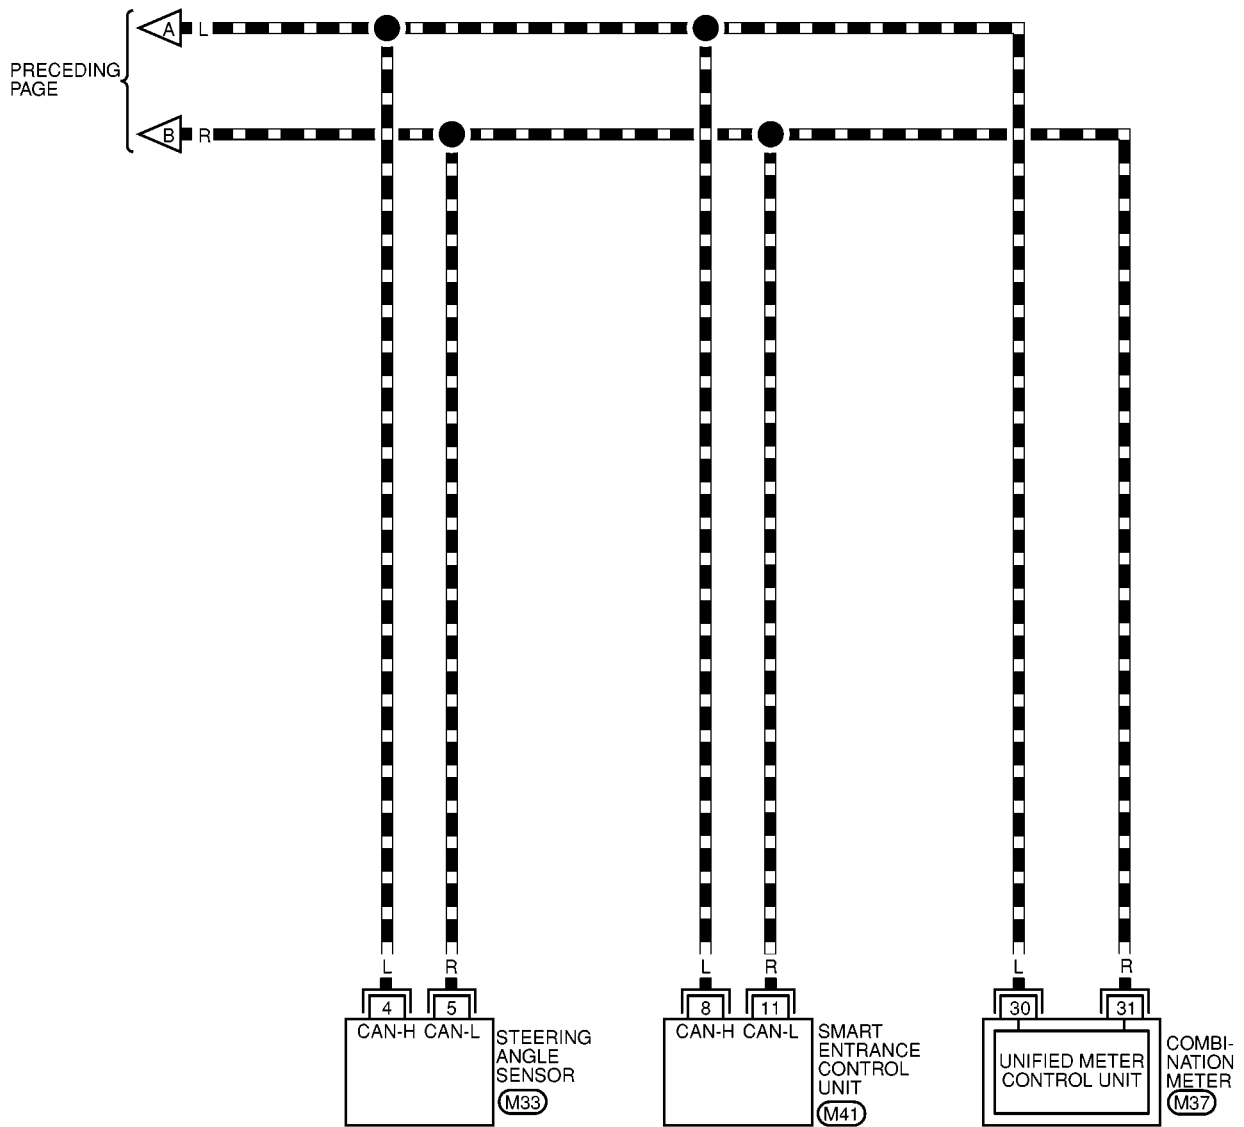 A L
PRECEDING
PAGE
B R
L R L R L R
4 5 8 11 30 31
CAN-H CAN-L
STEERING
ANGLE
SENSOR
M33
CAN-H CAN-L
SMART
ENTRANCE
CONTROL
UNIT
M41
UNIFIED METER
CONTROL UNIT
COMBI-
NATION
METER
M37